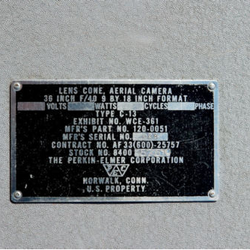 LENS CONE, AERIAL CAMERA
36 INCH F/4.0 9 BY 18 INCH FORMAT
VOLTS WATTS CYCLES PHASE
TYPE C-13
EXHIBIT NO. WCE-361
MFR'S PART NO. 120-0051
MFR'S SERIAL NO.
CONTRACT NO. AF33(600)-25757
STOCK NO. 8400
THE PERKIN-ELMER CORPORATION
NORWALK, CONN.
U.S. PROPERTY